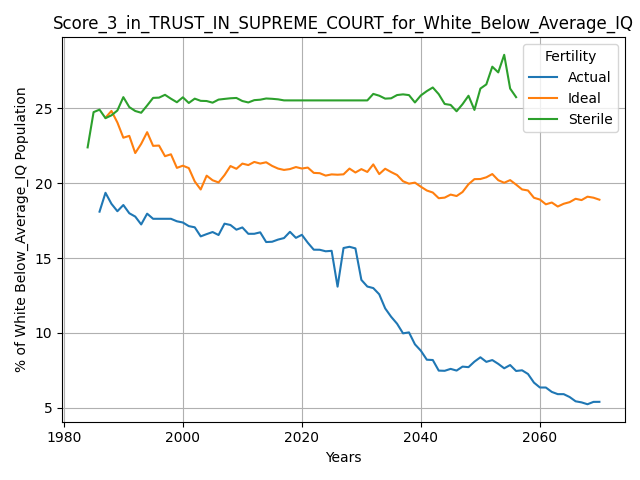 Score_3_in_TRUST_IN_SUPREME_COURT_for_White_Below_Average_IQ
Fertility
Actual
Ideal
Sterile
% of White Below_Average_IQ Population
25
20
15
10
5
1980 2000 2020 2040 2060
Years